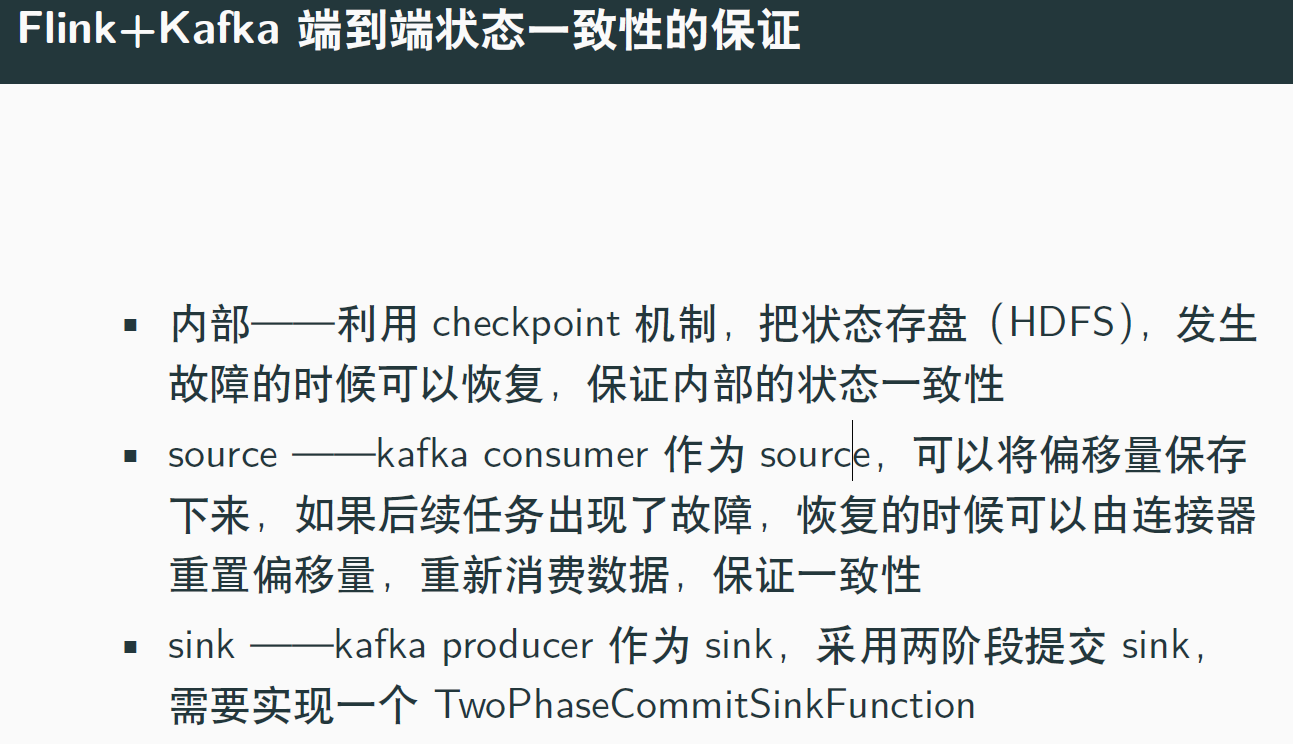 Flink+Kafka 端到端状态一致性的保证
▪ 内部——利用 checkpoint 机制，把状态存盘（HDFS），发生
故障的时候可以恢复，保证内部的状态一致性
▪ source ——kafka consumer 作为 source，可以将偏移量保存
下来，如果后续任务出现了故障，恢复的时候可以由连接器
重置偏移量，重新消费数据，保证一致性
▪ sink ——kafka producer 作为 sink，采用两阶段提交 sink，
需要实现一个 TwoPhaseCommitSinkFunction